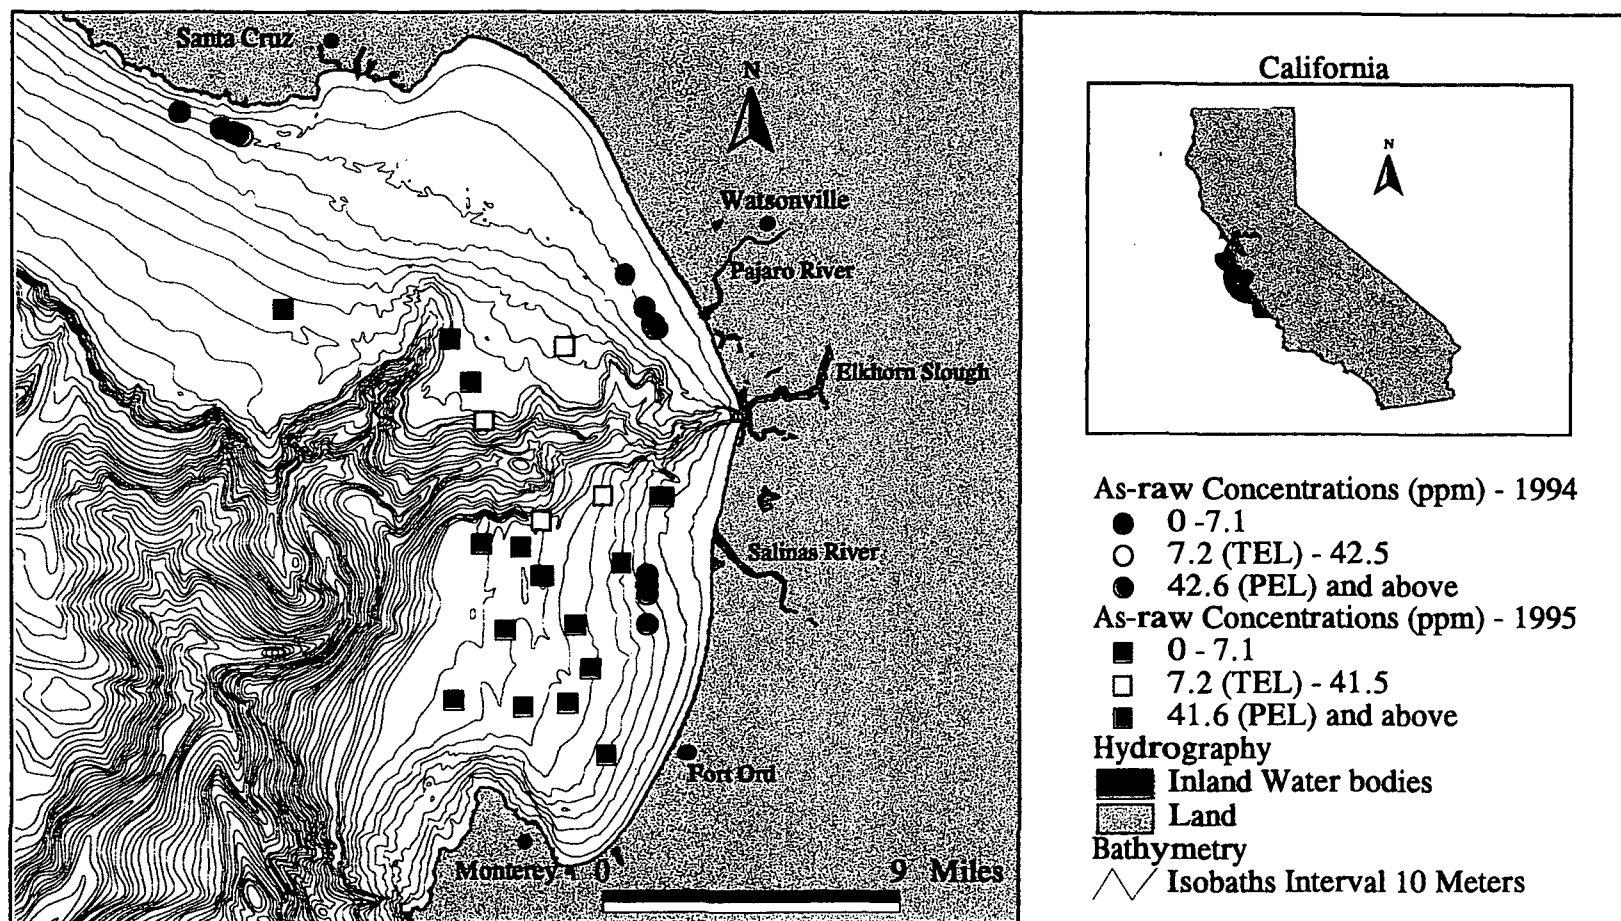 Santa Cruz
N
Watsonville
Pajaro River
Elkhorn Slough
Salinas River
Fort Ord
Monterey
0 9 Miles
California
N
As-raw Concentrations (ppm) - 1994
0 -7.1
7.2 (TEL) - 42.5
42.6 (PEL) and above
As-raw Concentrations (ppm) - 1995
0 - 7.1
7.2 (TEL) - 41.5
41.6 (PEL) and above
Hydrography
Inland Water bodies
Land
Bathymetry
Isobaths Interval 10 Meters